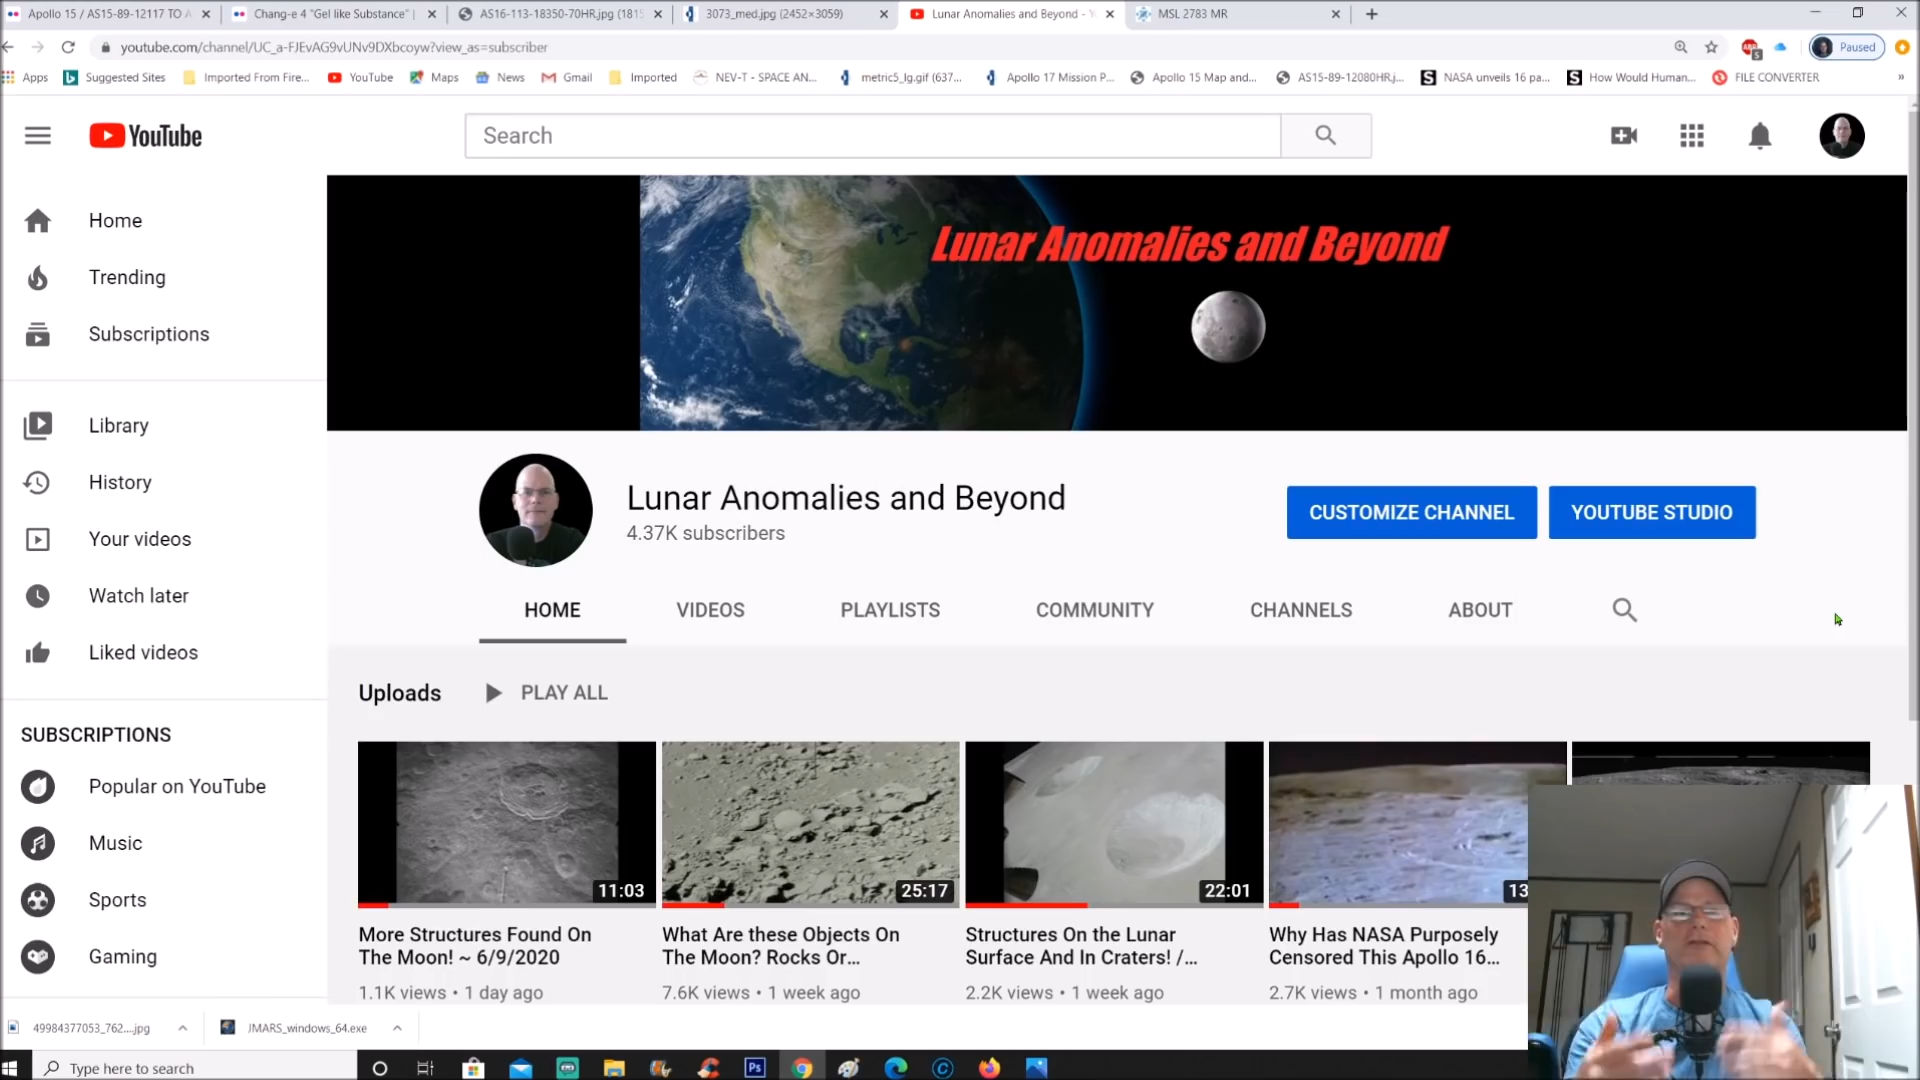 Apollo 15 / AS15-89-12117 TO A
Chang-e 4 "Gel like Substance" |
AS16-113-18350-70HR.jpg (181
3073_med.jpg (2452×3059)
Lunar Anomalies and Beyond - Y
MSL 2783 MR
youtube.com/channel/UC_a-FJEvAG9vUNv9DXbcoyw?view_as=subscriber
Paused
Apps
Suggested Sites
Imported From Fire...
YouTube
Maps
News
Gmail
Imported
NEV-T - SPACE AN...
metric5_lg.gif (637...
Apollo 17 Mission P...
Apollo 15 Map and...
AS15-89-12080HR.j...
NASA unveils 16 pa...
How Would Human...
FILE CONVERTER
»
YouTube
Search
Home
Trending
Subscriptions
Library
History
Your videos
Watch later
Liked videos
SUBSCRIPTIONS
Popular on YouTube
Music
Sports
Gaming
Lunar Anomalies and Beyond
Lunar Anomalies and Beyond
4.37K subscribers
CUSTOMIZE CHANNEL
YOUTUBE STUDIO
HOME
VIDEOS
PLAYLISTS
COMMUNITY
CHANNELS
ABOUT
Uploads
PLAY ALL
11:03
More Structures Found On
The Moon! ~ 6/9/2020
1.1K views • 1 day ago
25:17
What Are these Objects On
The Moon? Rocks Or...
7.6K views • 1 week ago
22:01
Structures On the Lunar
Surface And In Craters! /...
2.2K views • 1 week ago
13
Why Has NASA Purposely
Censored This Apollo 16...
2.7K views • 1 month ago
49984377053_762....jpg
JMARS_windows_64.exe
Type here to search
Ps